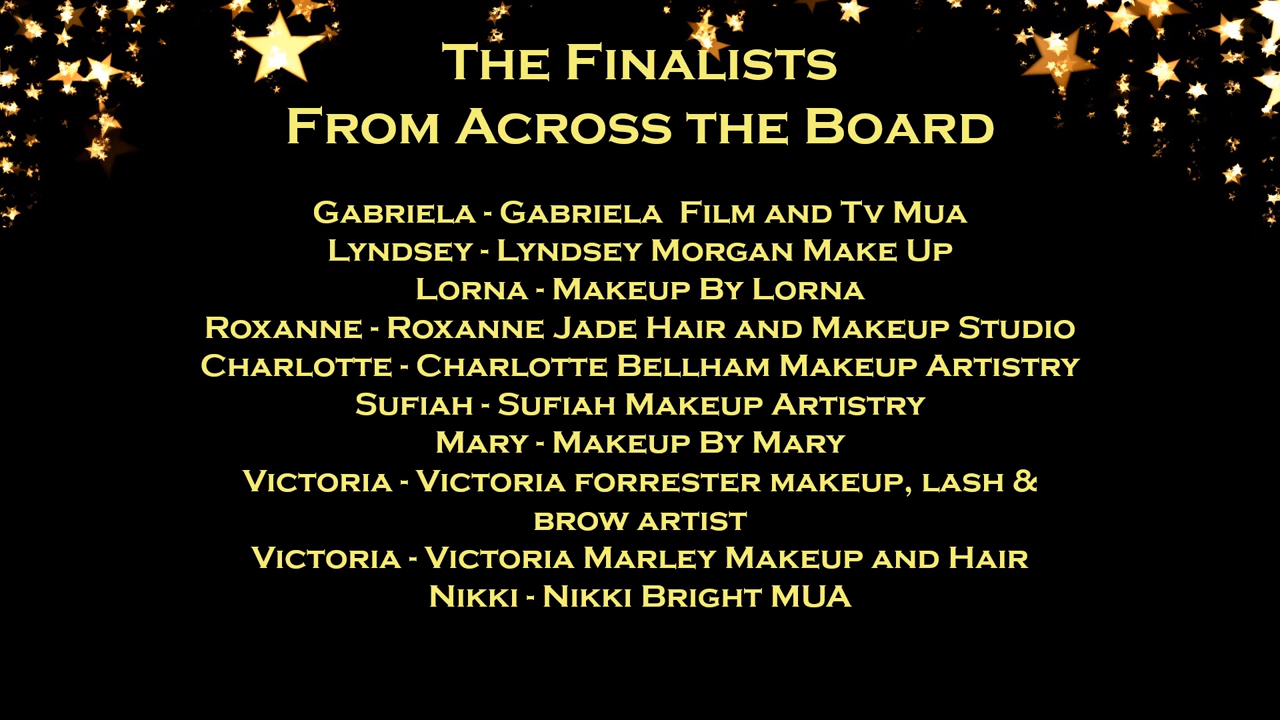 The Finalists
From Across the Board
Gabriela - Gabriela  Film and Tv Mua
Lyndsey - Lyndsey Morgan Make Up
Lorna - Makeup By Lorna
Roxanne - Roxanne Jade Hair and Makeup Studio
Charlotte - Charlotte Bellham Makeup Artistry
Sufiah - Sufiah Makeup Artistry
Mary - Makeup By Mary
Victoria - Victoria forrester makeup, lash &
brow artist
Victoria - Victoria Marley Makeup and Hair
Nikki - Nikki Bright MUA